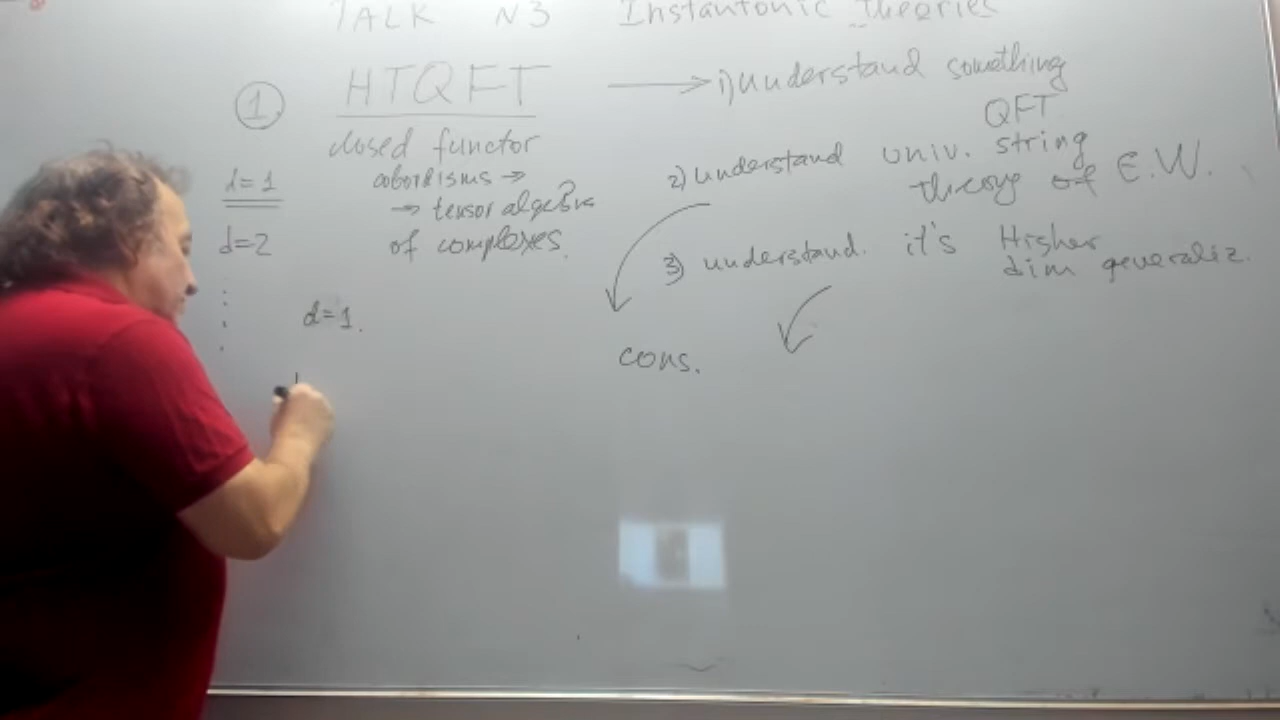 TALK N3 Instantonic Theories
① HTQFT → 1) understand something
QFT
closed functor
cobordisms →
→ tensor algebra
of complexes.
d=1
d=2
2) understand univ. string
theory of E.W.
3) understand. it's Higher
dim generaliz.
d=1.
cons.